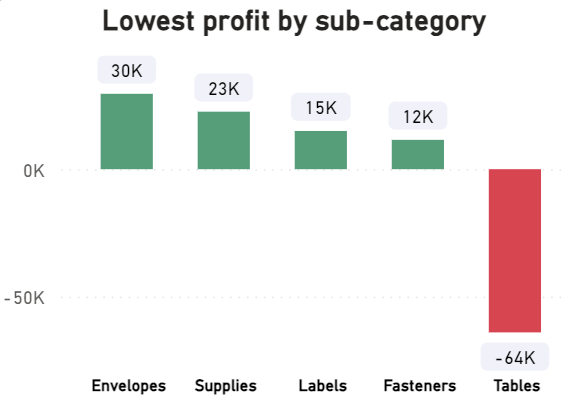 Lowest profit by sub-category
30K
23K
15K
12K
0K
-50K
-64K
Envelopes Supplies Labels Fasteners Tables